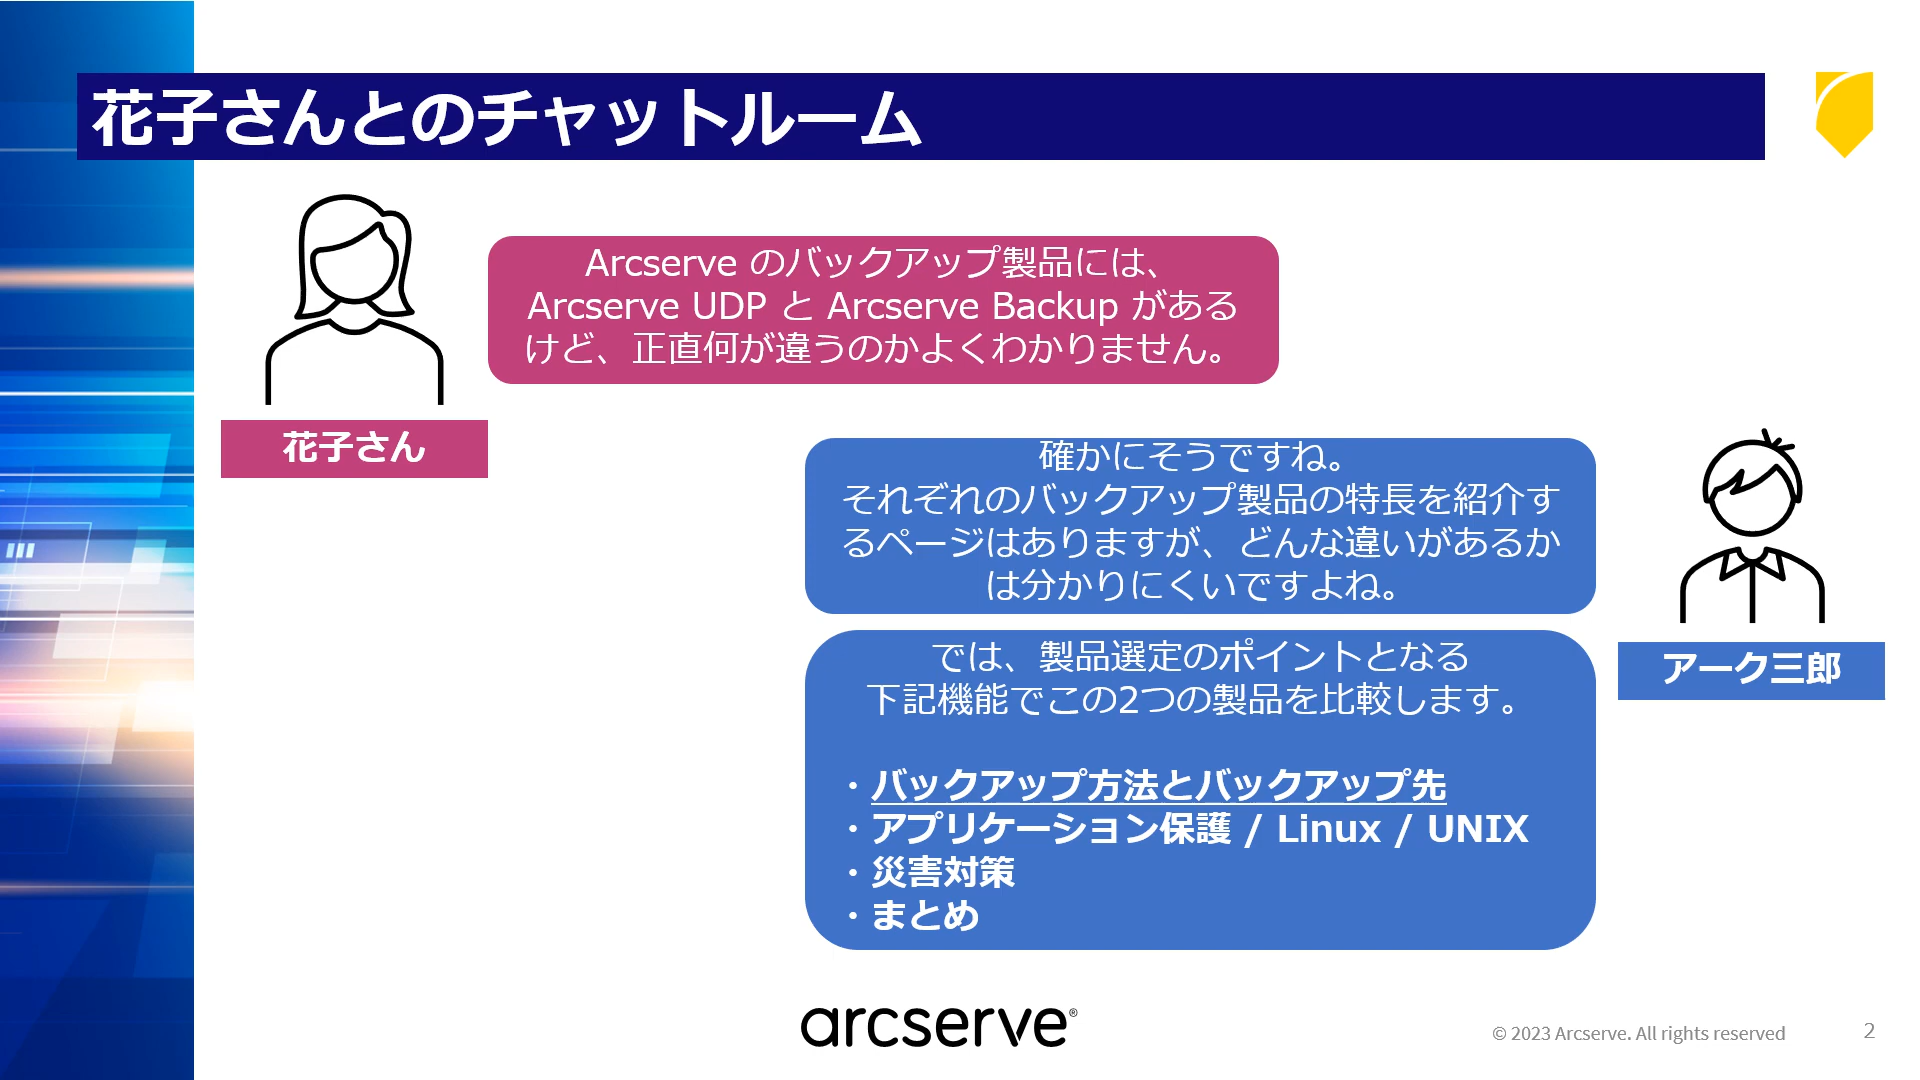 花子さんとのチャットルーム
Arcserve のバックアップ製品には、
Arcserve UDP と Arcserve Backup がある
けど、正直何が違うのかよくわかりません。
花子さん
確かにそうですね。
それぞれのバックアップ製品の特長を紹介す
るページはありますが、どんな違いがあるか
は分かりにくいですよね。
アーク三郎
では、製品選定のポイントとなる
下記機能でこの2つの製品を比較します。
・バックアップ方法とバックアップ先
・アプリケーション保護 / Linux / UNIX
・災害対策
・まとめ
arcserve®
© 2023 Arcserve. All rights reserved
2